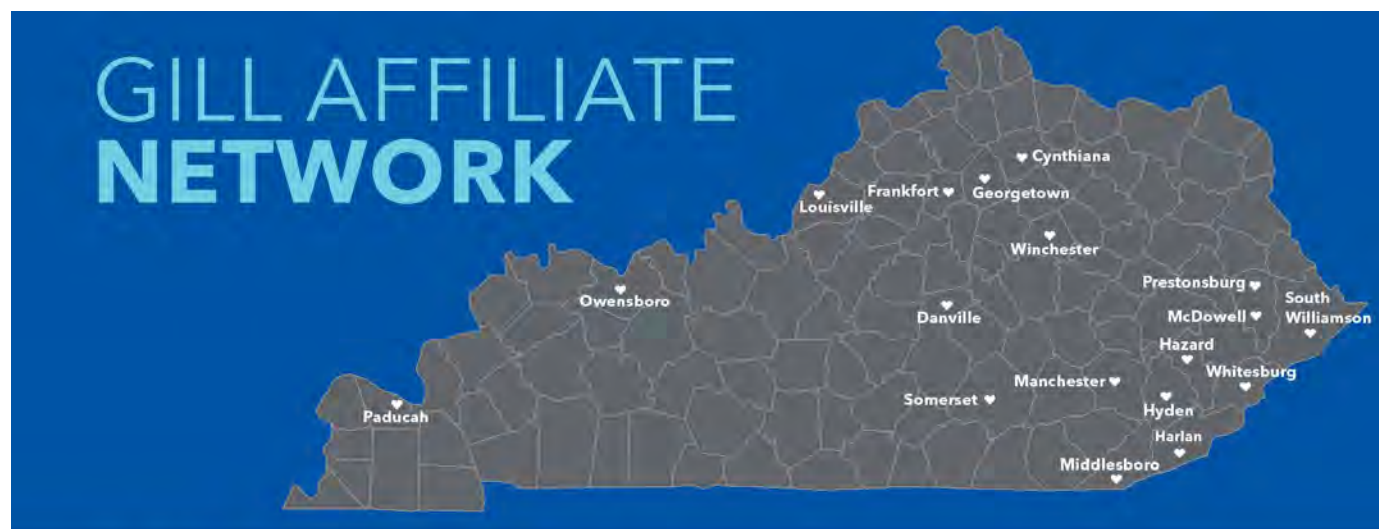 GILL AFFILIATE
NETWORK
Cynthiana
Frankfort
Georgetown
Louisville
Winchester
Prestonsburg
South
Williamson
Owensboro
Danville
McDowell
Hazard
Whitesburg
Manchester
Somerset
Hyden
Paducah
Harlan
Middlesboro